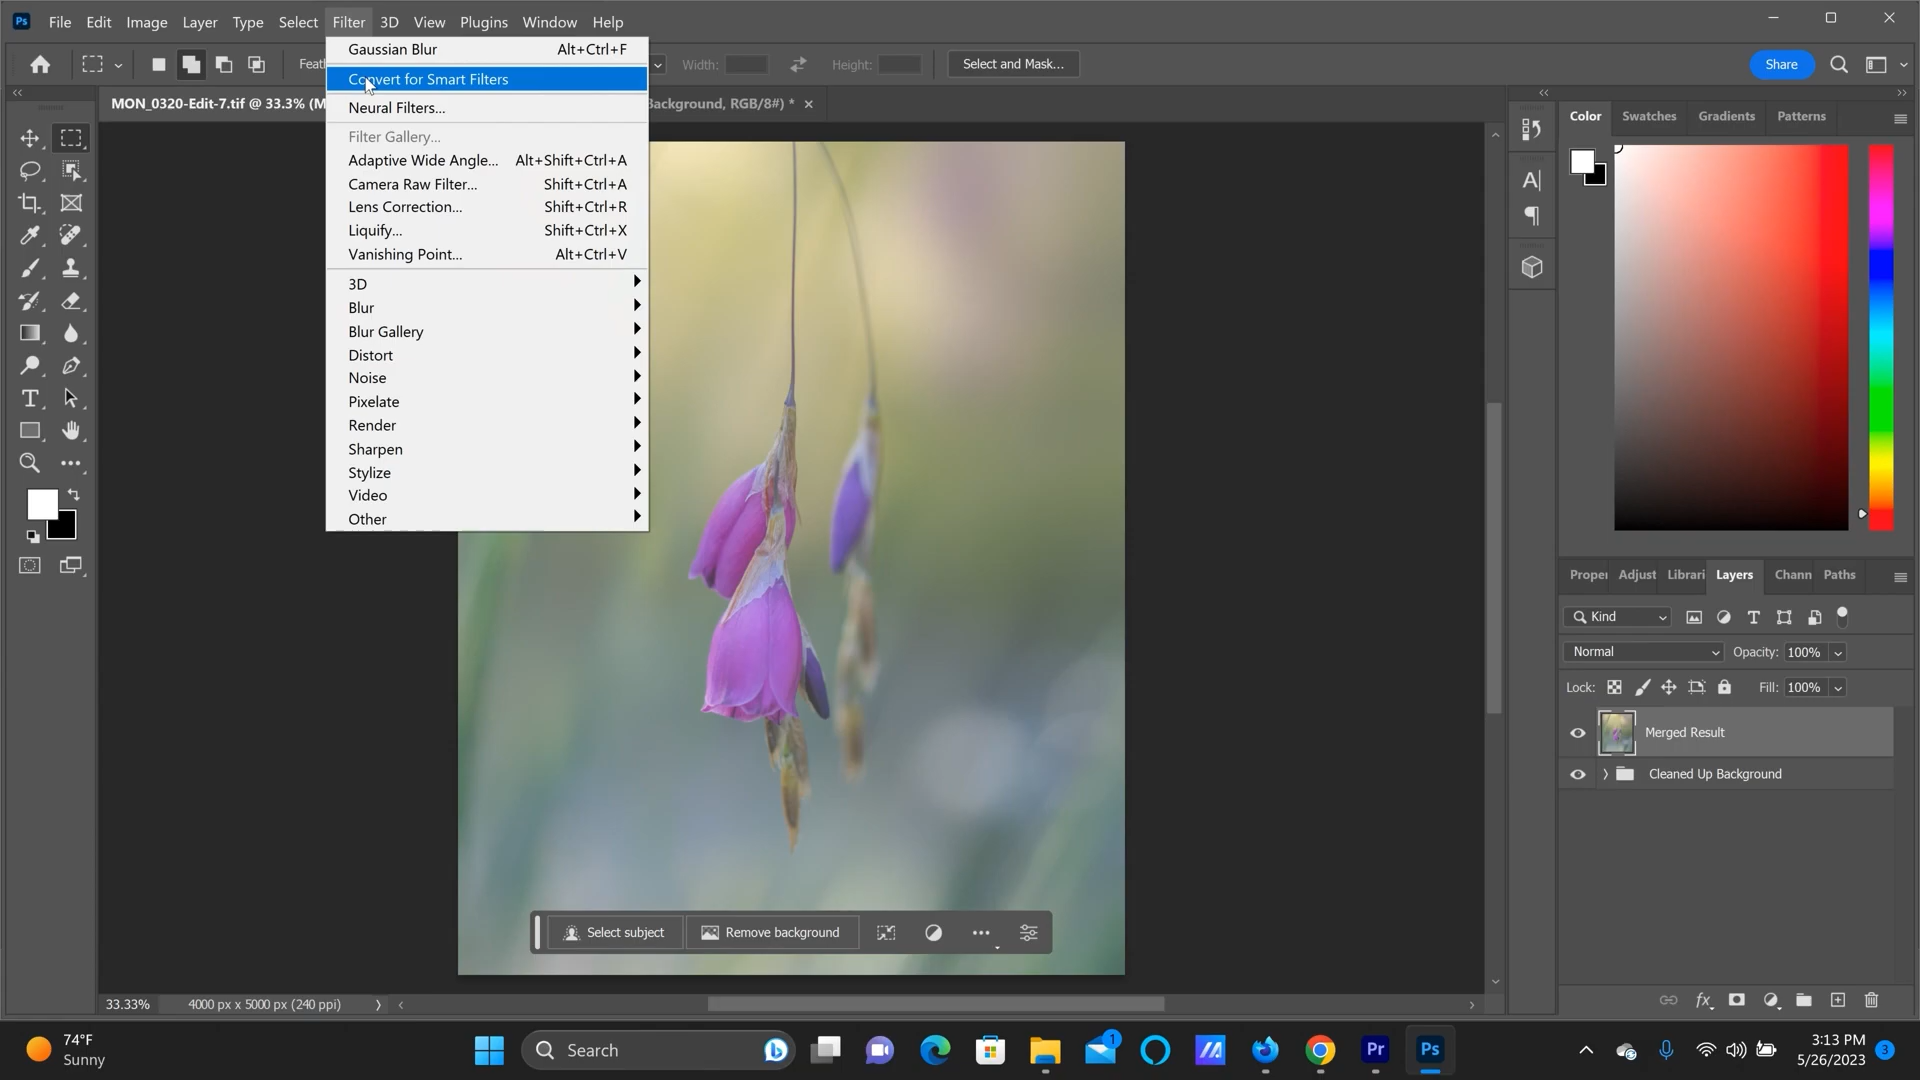 Ps File Edit Image Layer Type Select Filter 3D View Plugins Window Help
Gaussian Blur Alt+Ctrl+F
Width: Height: Select and Mask... Share
Convert for Smart Filters
MON_0320-Edit-7.tif @ 33.3% (M Background, RGB/8#) *
Neural Filters...
Filter Gallery...
Adaptive Wide Angle... Alt+Shift+Ctrl+A
Camera Raw Filter... Shift+Ctrl+A
Lens Correction... Shift+Ctrl+R
Liquify... Shift+Ctrl+X
Vanishing Point... Alt+Ctrl+V
3D
Blur
Blur Gallery
Distort
Noise
Pixelate
Render
Sharpen
Stylize
Video
Other
Color Swatches Gradients Patterns
Proper Adjust Librari Layers Chann Paths
Kind
Normal Opacity: 100%
Lock: Fill: 100%
Merged Result
Cleaned Up Background
Select subject Remove background
33.33% 4000 px x 5000 px (240 ppi)
74°F
Sunny
Search
1
Pr Ps
3:13 PM
5/26/2023
3